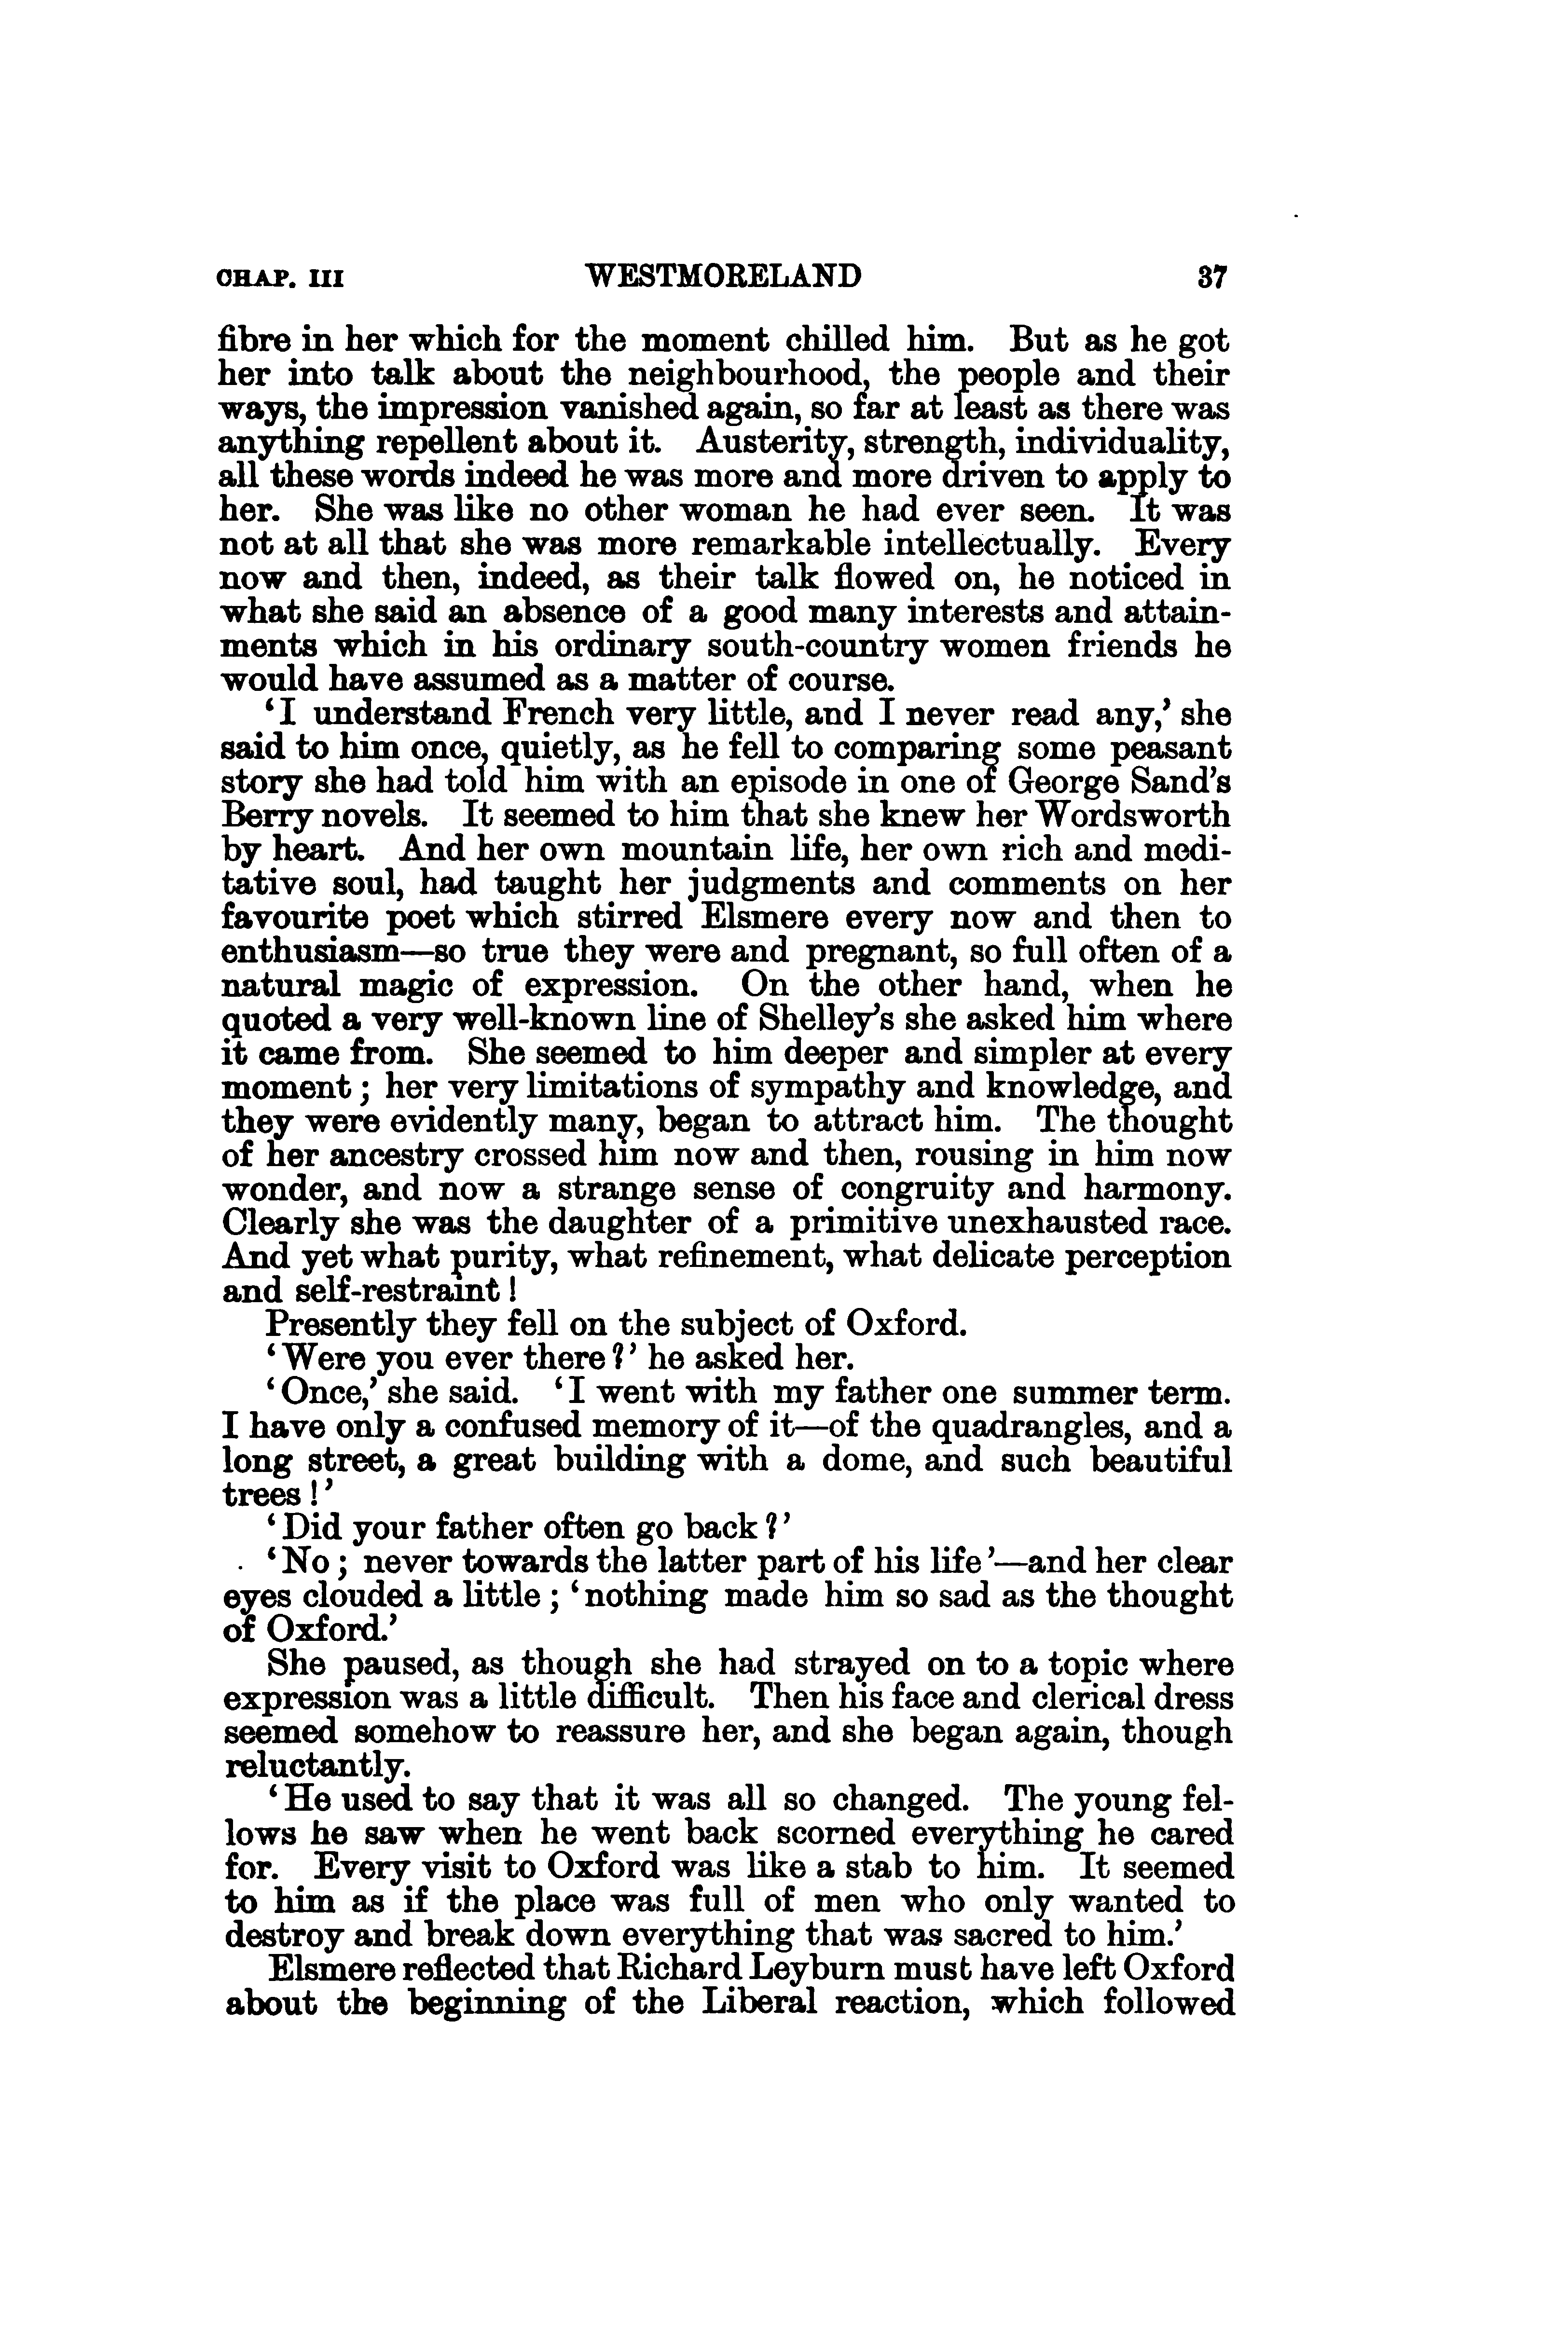 CHAP. III WESTMORELAND 37
fibre in her which for the moment chilled him. But as he got
her into talk about the neighbourhood, the people and their
ways, the impression vanished again, so far at least as there was
anything repellent about it. Austerity, strength, individuality,
all these words indeed he was more and more driven to apply to
her. She was like no other woman he had ever seen. It was
not at all that she was more remarkable intellectually. Every
now and then, indeed, as their talk flowed on, he noticed in
what she said an absence of a good many interests and attain-
ments which in his ordinary south-country women friends he
would have assumed as a matter of course.
‘I understand French very little, and I never read any,’ she
said to him once, quietly, as he fell to comparing some peasant
story she had told him with an episode in one of George Sand’s
Berry novels. It seemed to him that she knew her Wordsworth
by heart. And her own mountain life, her own rich and medi-
tative soul, had taught her judgments and comments on her
favourite poet which stirred Elsmere every now and then to
enthusiasm—so true they were and pregnant, so full often of a
natural magic of expression. On the other hand, when he
quoted a very well-known line of Shelley’s she asked him where
it came from. She seemed to him deeper and simpler at every
moment; her very limitations of sympathy and knowledge, and
they were evidently many, began to attract him. The thought
of her ancestry crossed him now and then, rousing in him now
wonder, and now a strange sense of congruity and harmony.
Clearly she was the daughter of a primitive unexhausted race.
And yet what purity, what refinement, what delicate perception
and self-restraint!
Presently they fell on the subject of Oxford.
‘Were you ever there?’ he asked her.
‘Once,’ she said. ‘I went with my father one summer term.
I have only a confused memory of it—of the quadrangles, and a
long street, a great building with a dome, and such beautiful
trees!’
‘Did your father often go back?’
‘No; never towards the latter part of his life’—and her clear
eyes clouded a little; ‘nothing made him so sad as the thought
of Oxford.’
She paused, as though she had strayed on to a topic where
expression was a little difficult. Then his face and clerical dress
seemed somehow to reassure her, and she began again, though
reluctantly.
‘He used to say that it was all so changed. The young fel-
lows he saw when he went back scorned everything he cared
for. Every visit to Oxford was like a stab to him. It seemed
to him as if the place was full of men who only wanted to
destroy and break down everything that was sacred to him.’
Elsmere reflected that Richard Leyburn must have left Oxford
about the beginning of the Liberal reaction, which followed